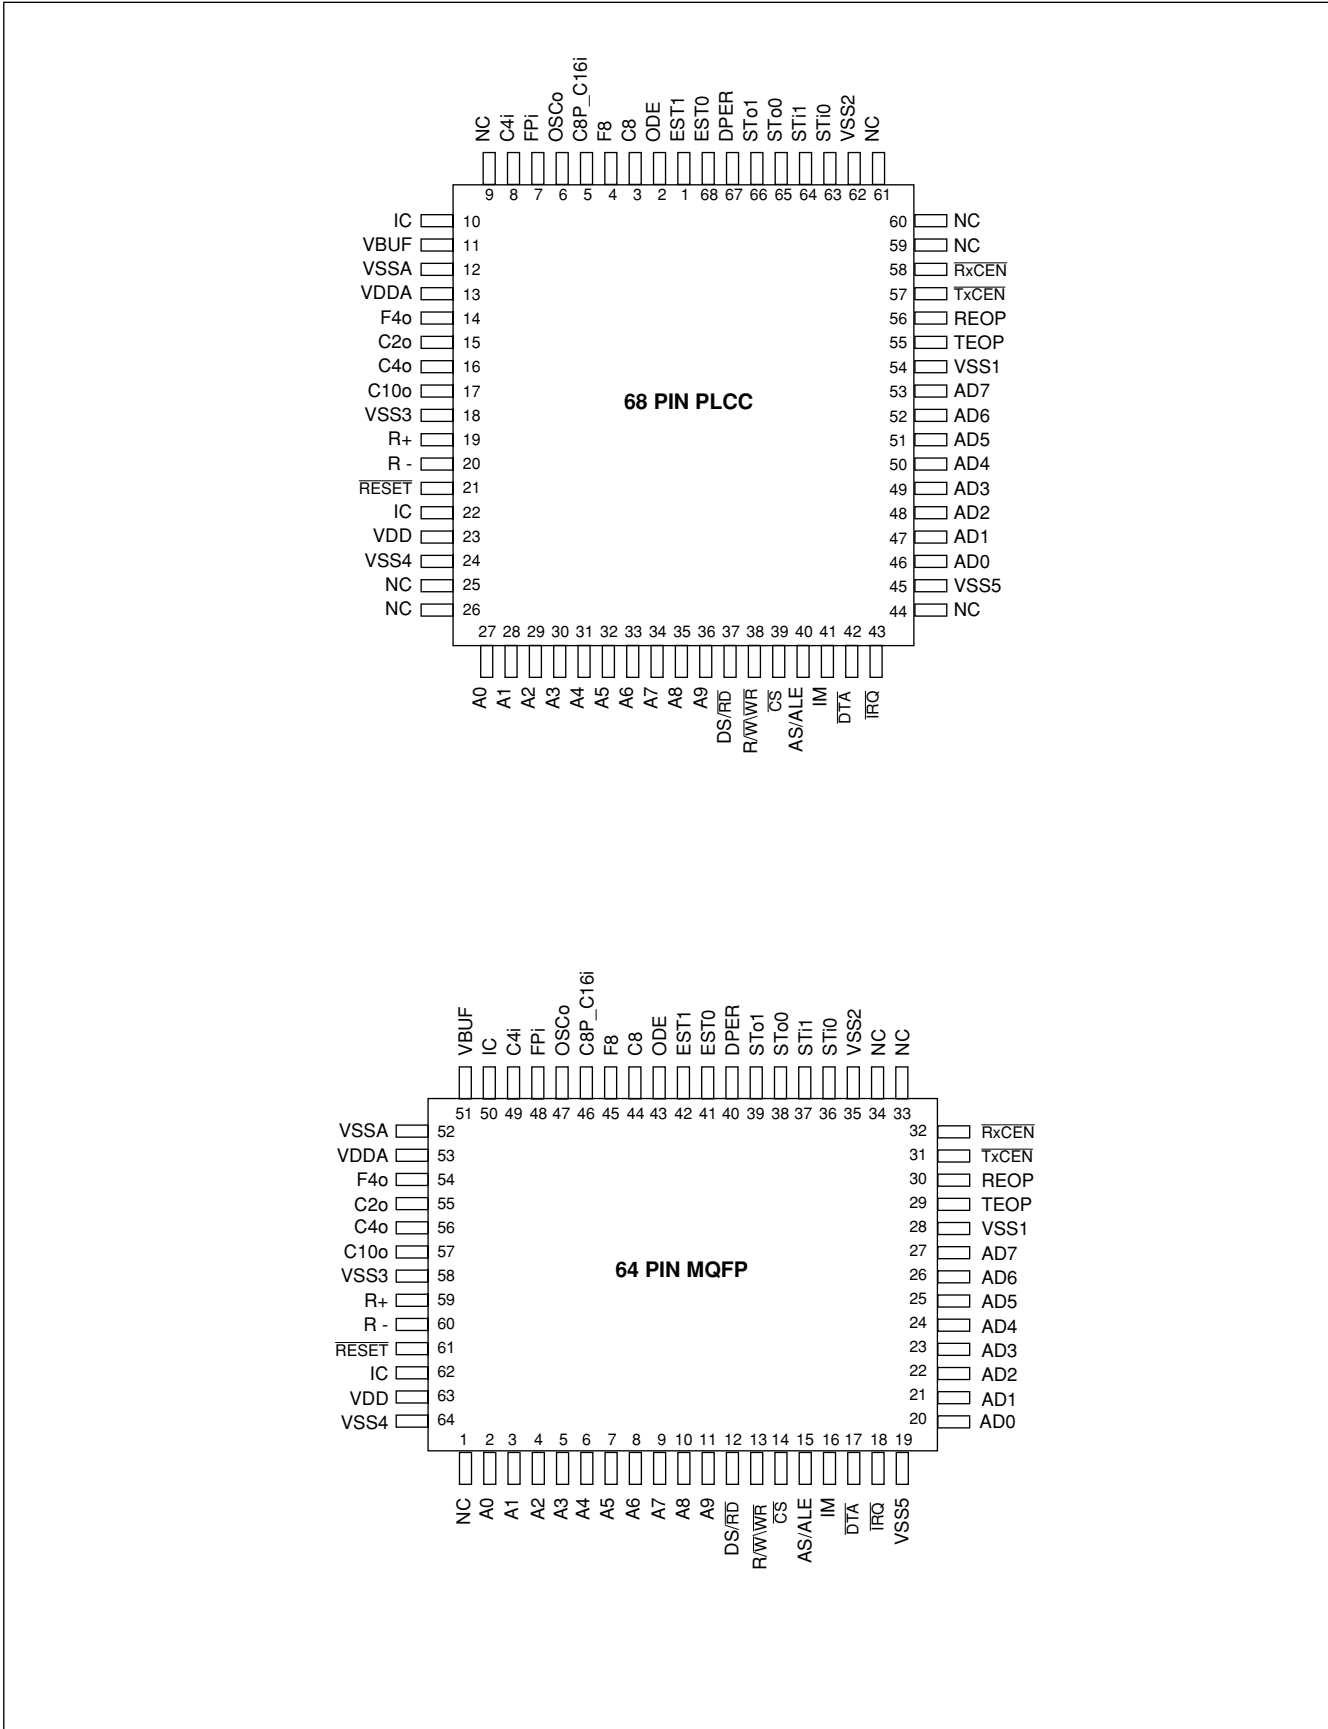 NC C4i FPi OSCo C8P_C16i F8 C8 ODE EST1 EST0 DPER STo1 STo0 STi1 STi0 VSS2 NC
9 8 7 6 5 4 3 2 1 68 67 66 65 64 63 62 61
IC 10 60 NC
VBUF 11 59 NC
VSSA 12 58 RxCEN
VDDA 13 57 TxCEN
F4o 14 56 REOP
C2o 15 55 TEOP
C4o 16 54 VSS1
C10o 17 53 AD7
68 PIN PLCC
VSS3 18 52 AD6
R+ 19 51 AD5
R - 20 50 AD4
RESET 21 49 AD3
IC 22 48 AD2
VDD 23 47 AD1
VSS4 24 46 AD0
NC 25 45 VSS5
NC 26 44 NC
27 28 29 30 31 32 33 34 35 36 37 38 39 40 41 42 43
A0 A1 A2 A3 A4 A5 A6 A7 A8 A9 DS/RD R/W\WR CS AS/ALE IM DTA IRQ
VBUF IC C4i FPi OSCo C8P_C16i F8 C8 ODE EST1 EST0 DPER STo1 STo0 STi1 STi0 VSS2 NC NC
51 50 49 48 47 46 45 44 43 42 41 40 39 38 37 36 35 34 33
VSSA 52 32 RxCEN
VDDA 53 31 TxCEN
F4o 54 30 REOP
C2o 55 29 TEOP
C4o 56 28 VSS1
C10o 57 27 AD7
64 PIN MQFP
VSS3 58 26 AD6
R+ 59 25 AD5
R - 60 24 AD4
RESET 61 23 AD3
IC 62 22 AD2
VDD 63 21 AD1
VSS4 64 20 AD0
1 2 3 4 5 6 7 8 9 10 11 12 13 14 15 16 17 18 19
NC A0 A1 A2 A3 A4 A5 A6 A7 A8 A9 DS/RD R/W\WR CS AS/ALE IM DTA IRQ VSS5